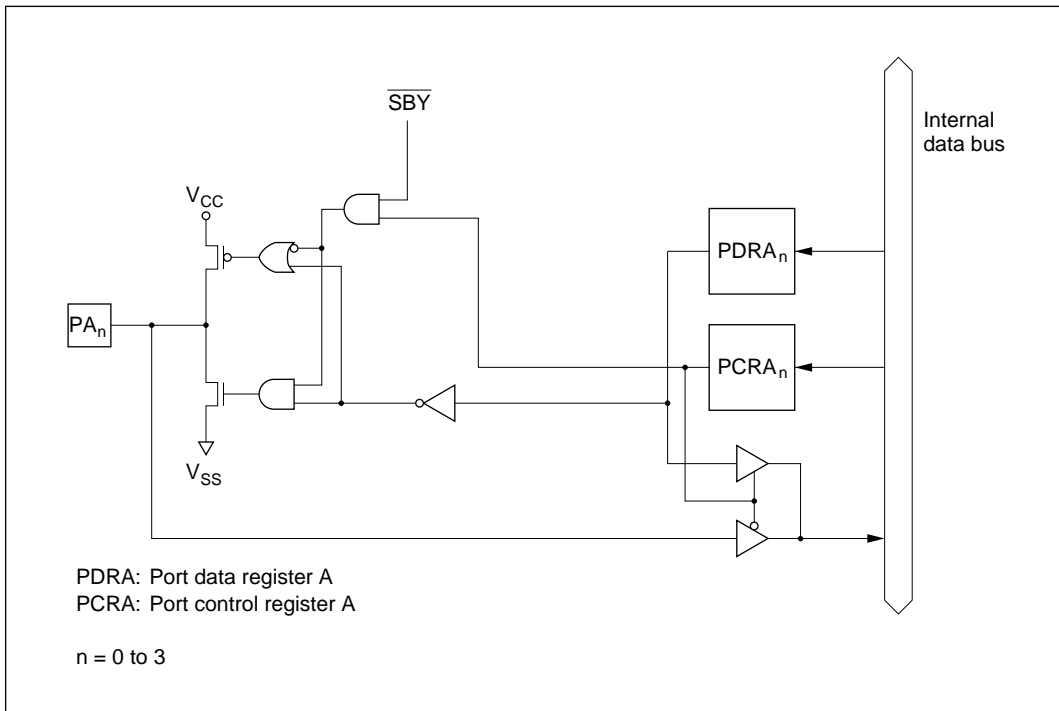 SBY
Internal
data bus
VCC
PDRAn
PAn
PCRAn
VSS
PDRA: Port data register A
PCRA: Port control register A
n = 0 to 3